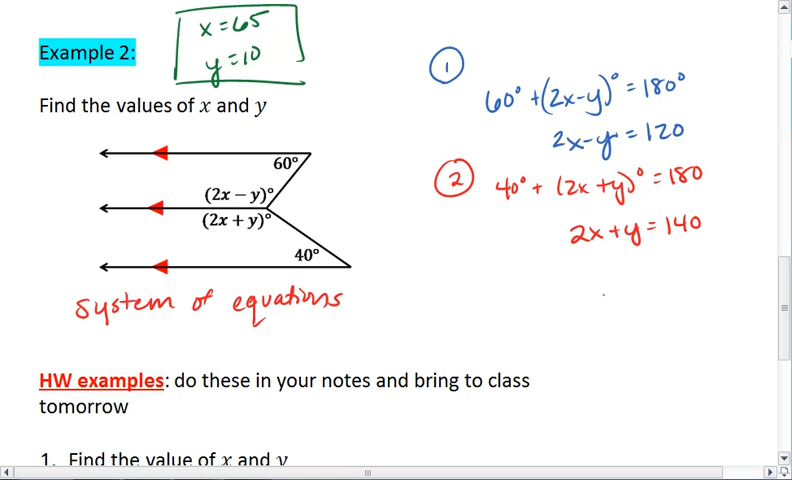 x = 65
y = 10
Example 2:
Find the values of x and y
60°
(2x − y)°
(2x + y)°
40°
system of equations
1
60° + (2x-y)° = 180°
2x-y = 120
2
40° + (2x+y)° = 180
2x+y = 140
HW examples: do these in your notes and bring to class
tomorrow
1. Find the value of x and y